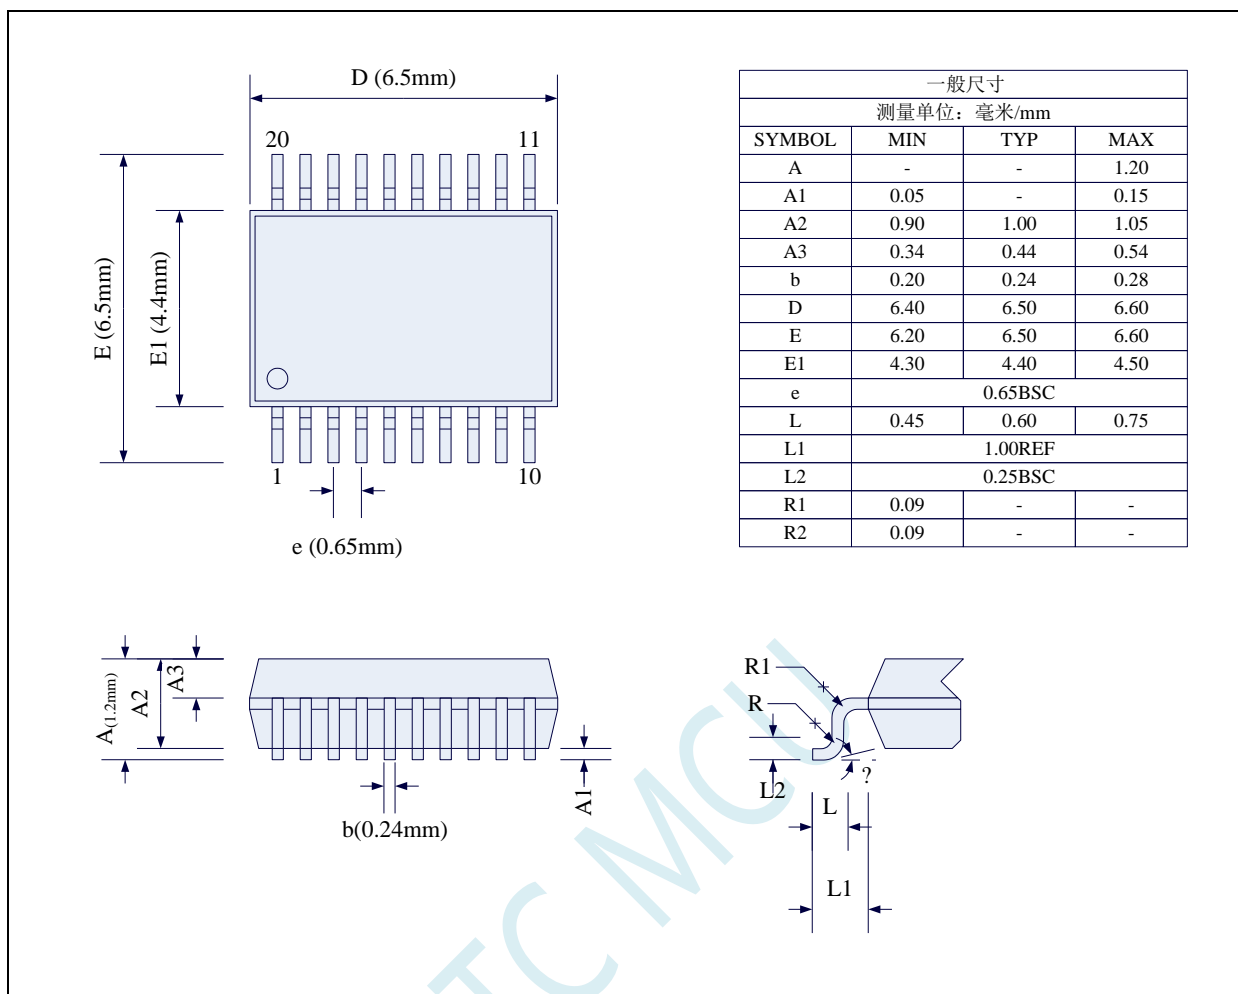 D (6.5mm)
20
11
E (6.5mm)
E1 (4.4mm)
1
10
e (0.65mm)
一般尺寸
测量单位：毫米/mm
SYMBOL MIN TYP MAX
A - - 1.20
A1 0.05 - 0.15
A2 0.90 1.00 1.05
A3 0.34 0.44 0.54
b 0.20 0.24 0.28
D 6.40 6.50 6.60
E 6.20 6.50 6.60
E1 4.30 4.40 4.50
e 0.65BSC
L 0.45 0.60 0.75
L1 1.00REF
L2 0.25BSC
R1 0.09 - -
R2 0.09 - -
A(1.2mm)
A2
A3
A1
b(0.24mm)
R1
R
L2
?
L
L1
TC MCU